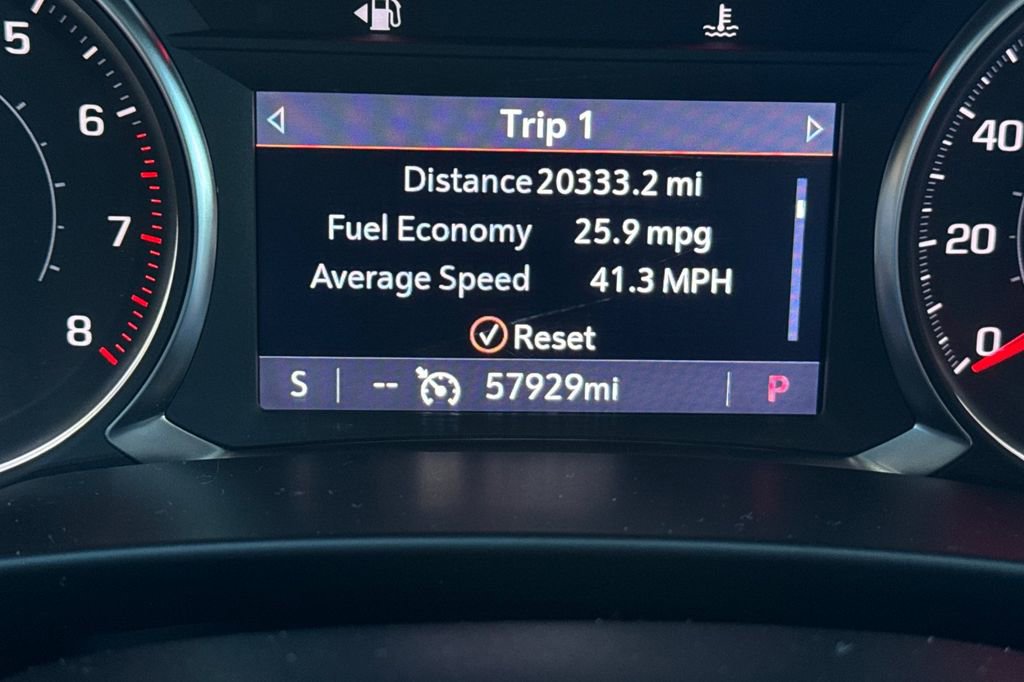 Trip 1
Distance 20333.2 mi
Fuel Economy 25.9 mpg
Average Speed 41.3 MPH
Reset
S -- 57929mi P
5
6
7
8
40
20
0